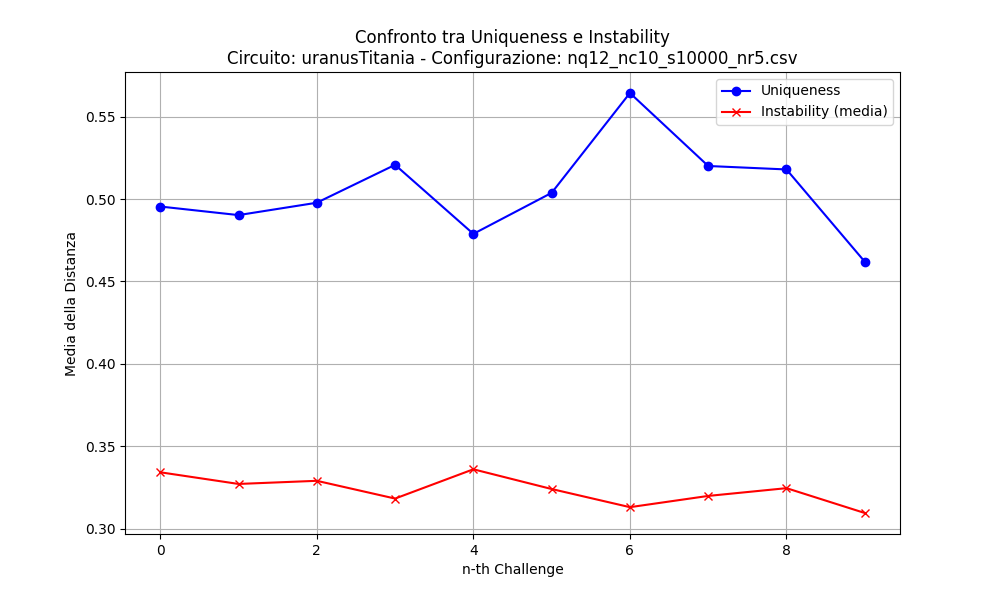 Confronto tra Uniqueness e Instability
Circuito: uranusTitania - Configurazione: nq12_nc10_s10000_nr5.csv
Uniqueness
Instability (media)
Media della Distanza
0.55
0.50
0.45
0.40
0.35
0.30
0 2 4 6 8
n-th Challenge